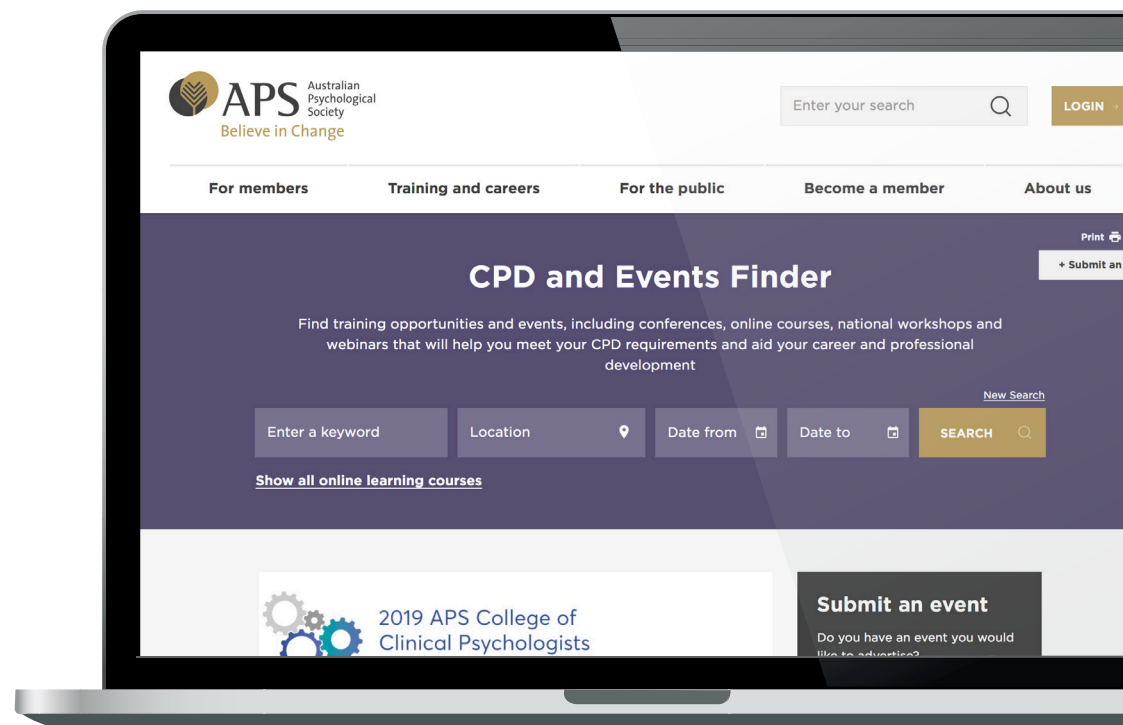 APS
Australian
Psychological
Society
Believe in Change
Enter your search
LOGIN
For members
Training and careers
For the public
Become a member
About us
Print
+ Submit an
CPD and Events Finder
Find training opportunities and events, including conferences, online courses, national workshops and
webinars that will help you meet your CPD requirements and aid your career and professional
development
New Search
Enter a keyword
Location
Date from
Date to
SEARCH
Show all online learning courses
2019 APS College of
Clinical Psychologists
Submit an event
Do you have an event you would
like to advertise?